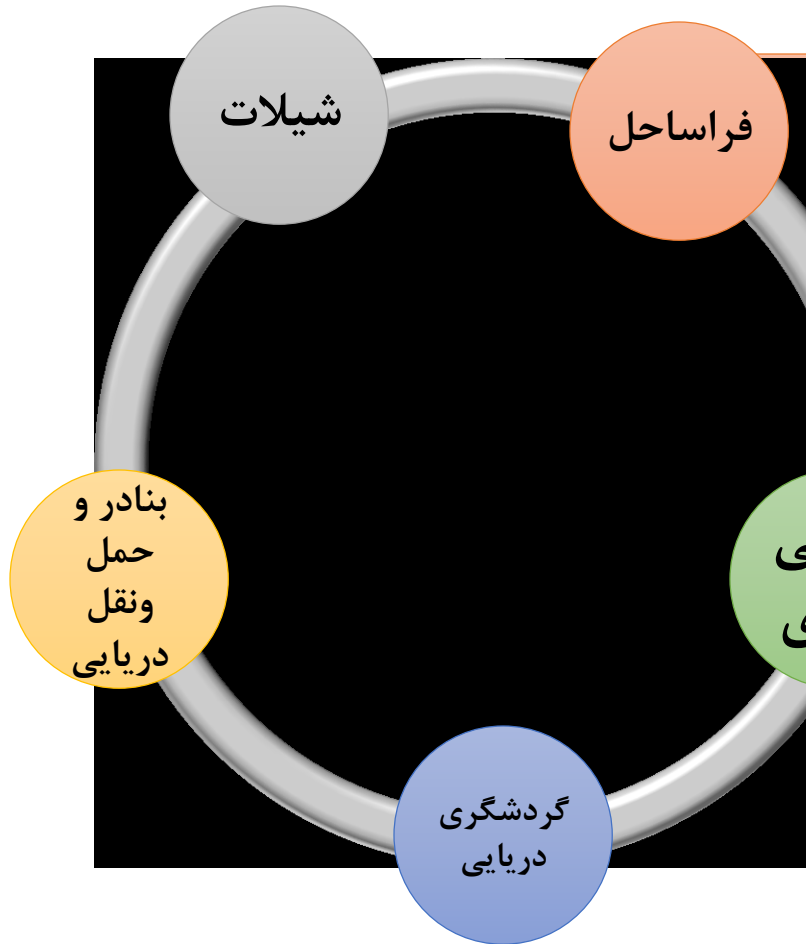 شیلات
فراساحل
بنادر و
حمل
ونقل
دریایی
گردشگری
دریایی